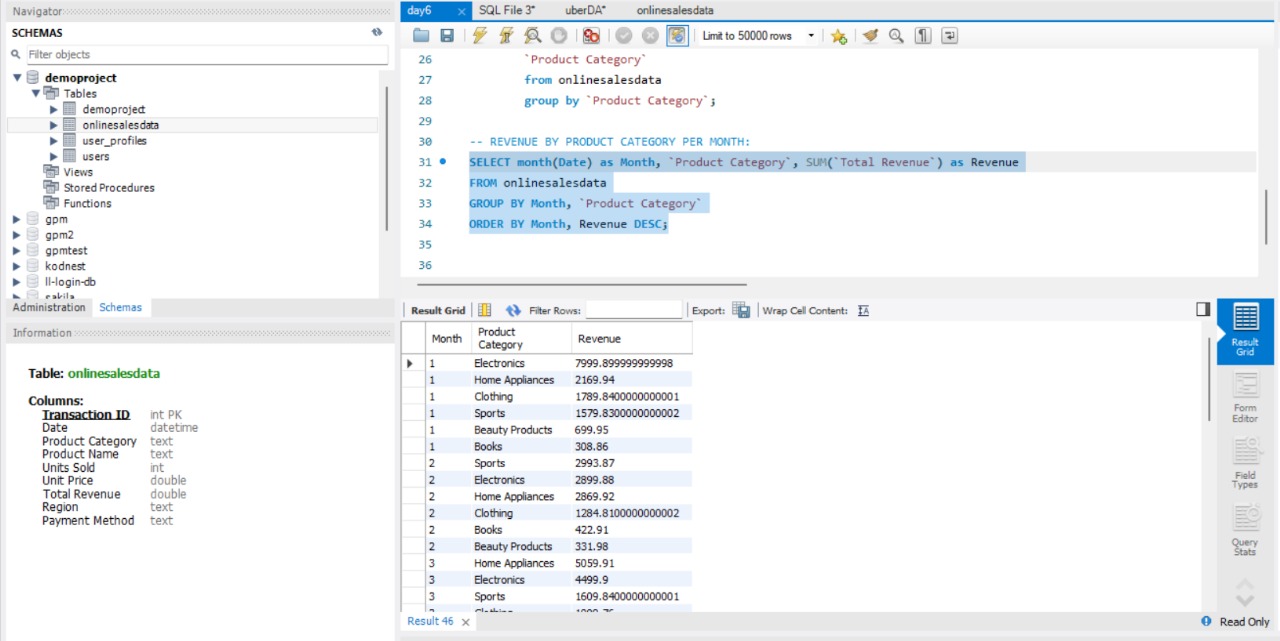 Navigator
SCHEMAS
Filter objects
demoproject
Tables
demoproject
onlinesalesdata
user_profiles
users
Views
Stored Procedures
Functions
gpm
gpm2
gpmtest
kodnest
ll-login-db
sakila
Administration Schemas
Information
Table: onlinesalesdata
Columns:
Transaction ID int PK
Date datetime
Product Category text
Product Name text
Units Sold int
Unit Price double
Total Revenue double
Region text
Payment Method text
day6 SQL File 3* uberDA* onlinesalesdata
Limit to 50000 rows
26 `Product Category`
27 from onlinesalesdata
28 group by `Product Category`;
29
30 -- REVENUE BY PRODUCT CATEGORY PER MONTH:
31 SELECT month(Date) as Month, `Product Category`, SUM(`Total Revenue`) as Revenue
32 FROM onlinesalesdata
33 GROUP BY Month, `Product Category`
34 ORDER BY Month, Revenue DESC;
35
36
Result Grid Filter Rows: Export: Wrap Cell Content:
Month Product Category Revenue
1 Electronics 7999.899999999998
1 Home Appliances 2169.94
1 Clothing 1789.8400000000001
1 Sports 1579.8300000000002
1 Beauty Products 699.95
1 Books 308.86
2 Sports 2993.87
2 Electronics 2899.88
2 Home Appliances 2869.92
2 Clothing 1284.8100000000002
2 Books 422.91
2 Beauty Products 331.98
3 Home Appliances 5059.91
3 Electronics 4499.9
3 Sports 1609.8400000000001
Result 46
Result
Grid
Form
Editor
Field
Types
Query
Stats
Read Only